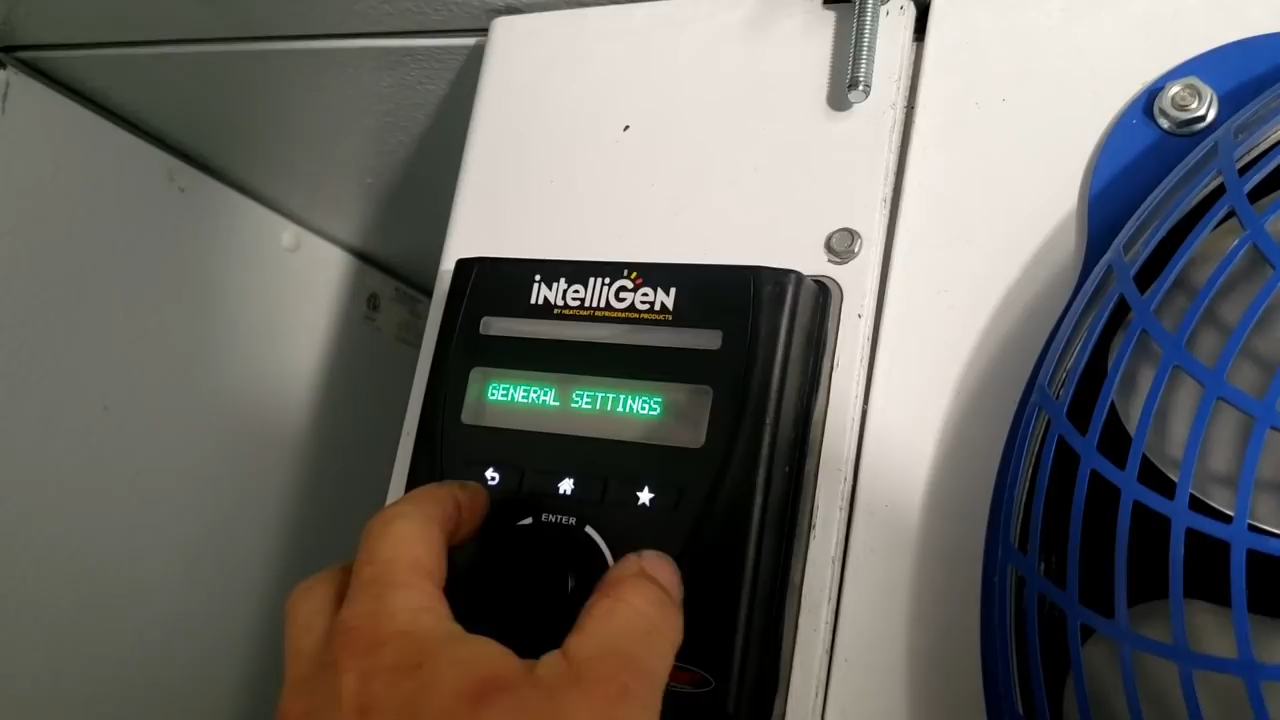 intelliGen
BY HEATCRAFT REFRIGERATION PRODUCTS
GENERAL SETTINGS
ENTER